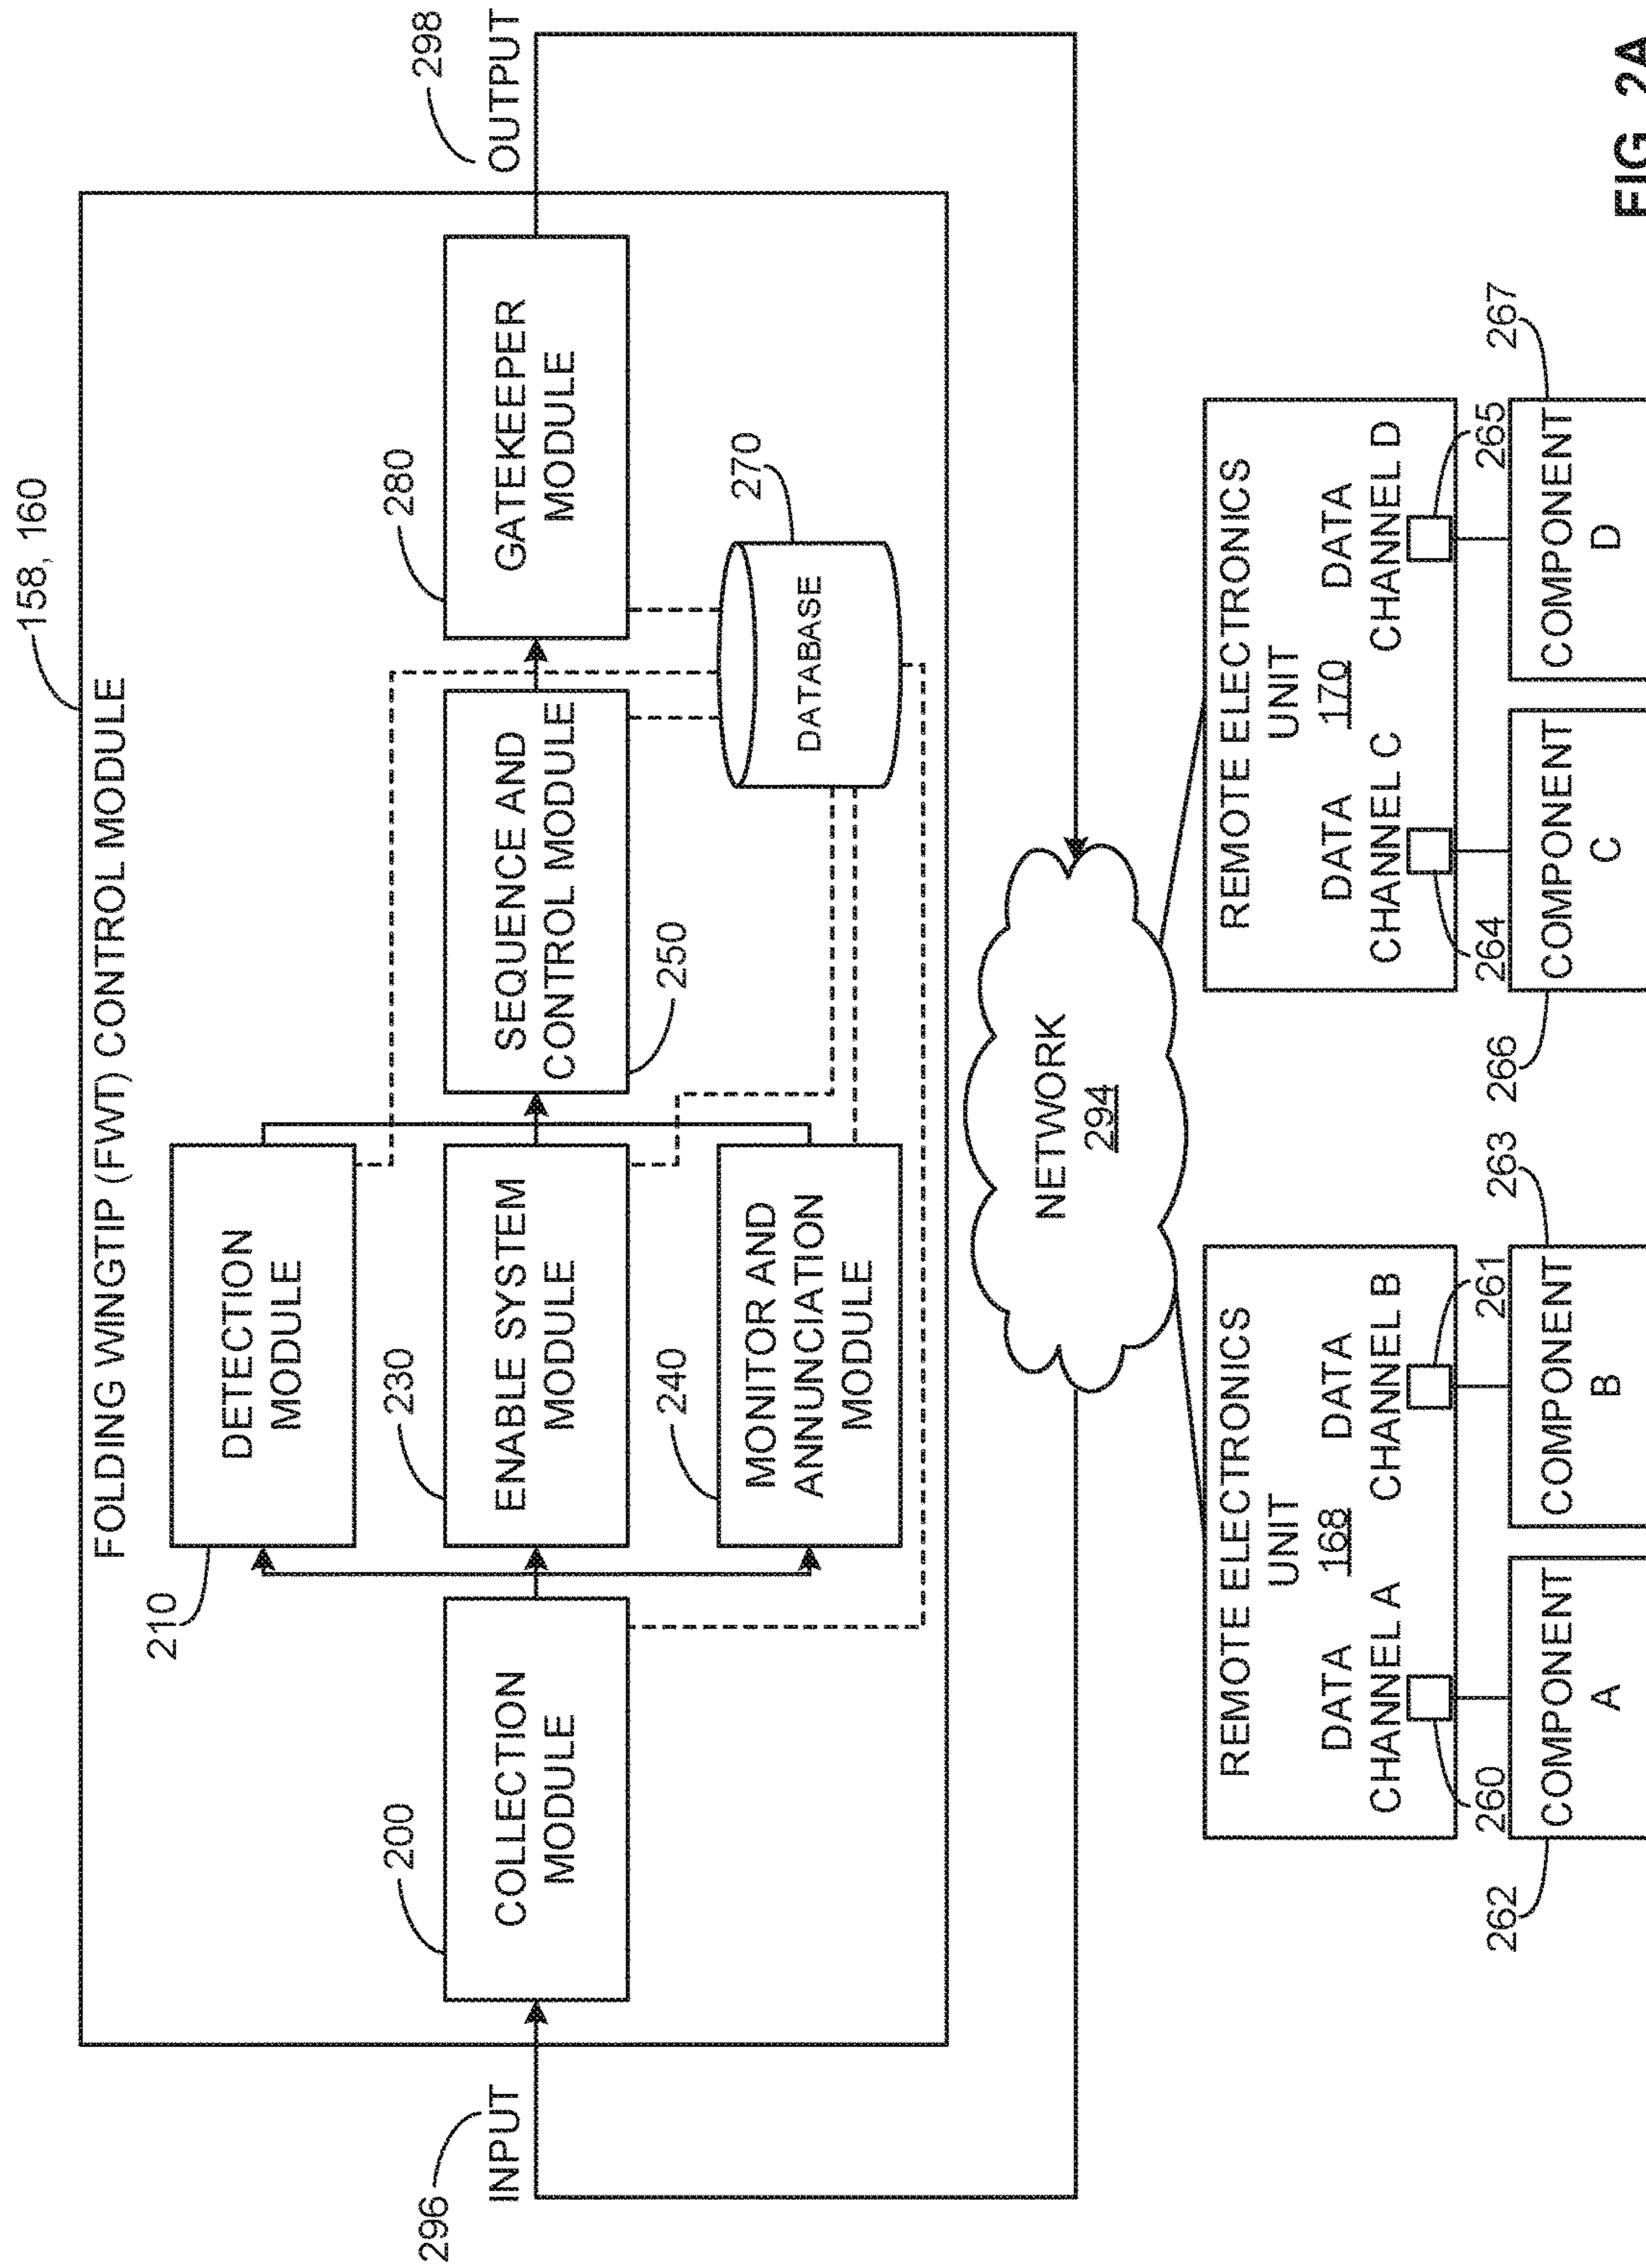 158, 160
FOLDING WINGTIP (FWT) CONTROL MODULE
296
INPUT
200
COLLECTION
MODULE
210
DETECTION
MODULE
230
ENABLE SYSTEM
MODULE
240
MONITOR AND
ANNUNCIATION
MODULE
SEQUENCE AND
CONTROL MODULE
250
280
GATEKEEPER
MODULE
270
DATABASE
298
OUTPUT
NETWORK
294
REMOTE ELECTRONICS
UNIT
168
DATA
CHANNEL A
DATA
CHANNEL B
260
261
262
COMPONENT
A
263
COMPONENT
B
REMOTE ELECTRONICS
UNIT
170
DATA
CHANNEL C
DATA
CHANNEL D
264
265
266
COMPONENT
C
267
COMPONENT
D
FIG. 2A